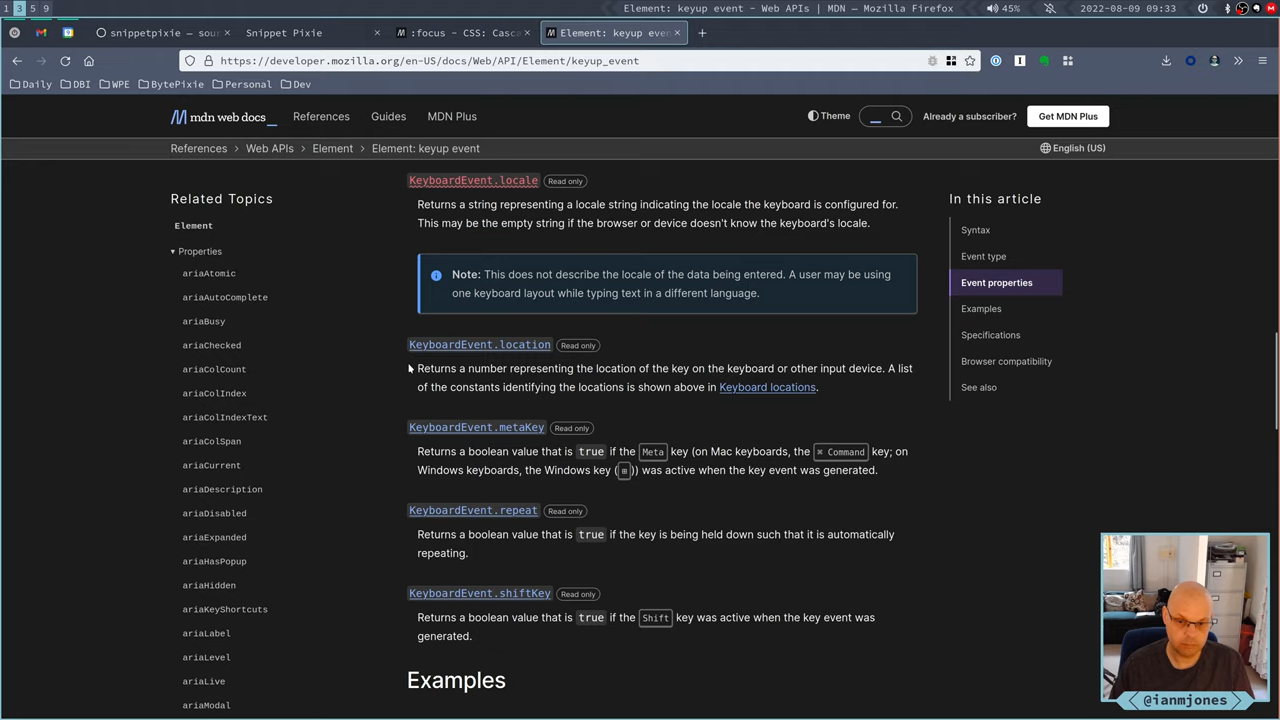 1 3 5 9
Element: keyup event - Web APIs | MDN — Mozilla Firefox
45%
2022-08-09 09:33
snippetpixie — sour
Snippet Pixie
:focus - CSS: Casca
Element: keyup even
https://developer.mozilla.org/en-US/docs/Web/API/Element/keyup_event
Daily DBI WPE BytePixie Personal Dev
mdn web docs_
References Guides MDN Plus
Theme
Already a subscriber?
Get MDN Plus
References
Web APIs
Element
Element: keyup event
English (US)
Related Topics
Element
Properties
ariaAtomic
ariaAutoComplete
ariaBusy
ariaChecked
ariaColCount
ariaColIndex
ariaColIndexText
ariaColSpan
ariaCurrent
ariaDescription
ariaDisabled
ariaExpanded
ariaHasPopup
ariaHidden
ariaKeyShortcuts
ariaLabel
ariaLevel
ariaLive
ariaModal
KeyboardEvent.locale Read only
Returns a string representing a locale string indicating the locale the keyboard is configured for.
This may be the empty string if the browser or device doesn't know the keyboard's locale.
Note: This does not describe the locale of the data being entered. A user may be using
one keyboard layout while typing text in a different language.
KeyboardEvent.location Read only
Returns a number representing the location of the key on the keyboard or other input device. A list
of the constants identifying the locations is shown above in Keyboard locations.
KeyboardEvent.metaKey Read only
Returns a boolean value that is true if the Meta key (on Mac keyboards, the ⌘ Command key; on
Windows keyboards, the Windows key (⊞)) was active when the key event was generated.
KeyboardEvent.repeat Read only
Returns a boolean value that is true if the key is being held down such that it is automatically
repeating.
KeyboardEvent.shiftKey Read only
Returns a boolean value that is true if the Shift key was active when the key event was
generated.
Examples
In this article
Syntax
Event type
Event properties
Examples
Specifications
Browser compatibility
See also
@ianmjones